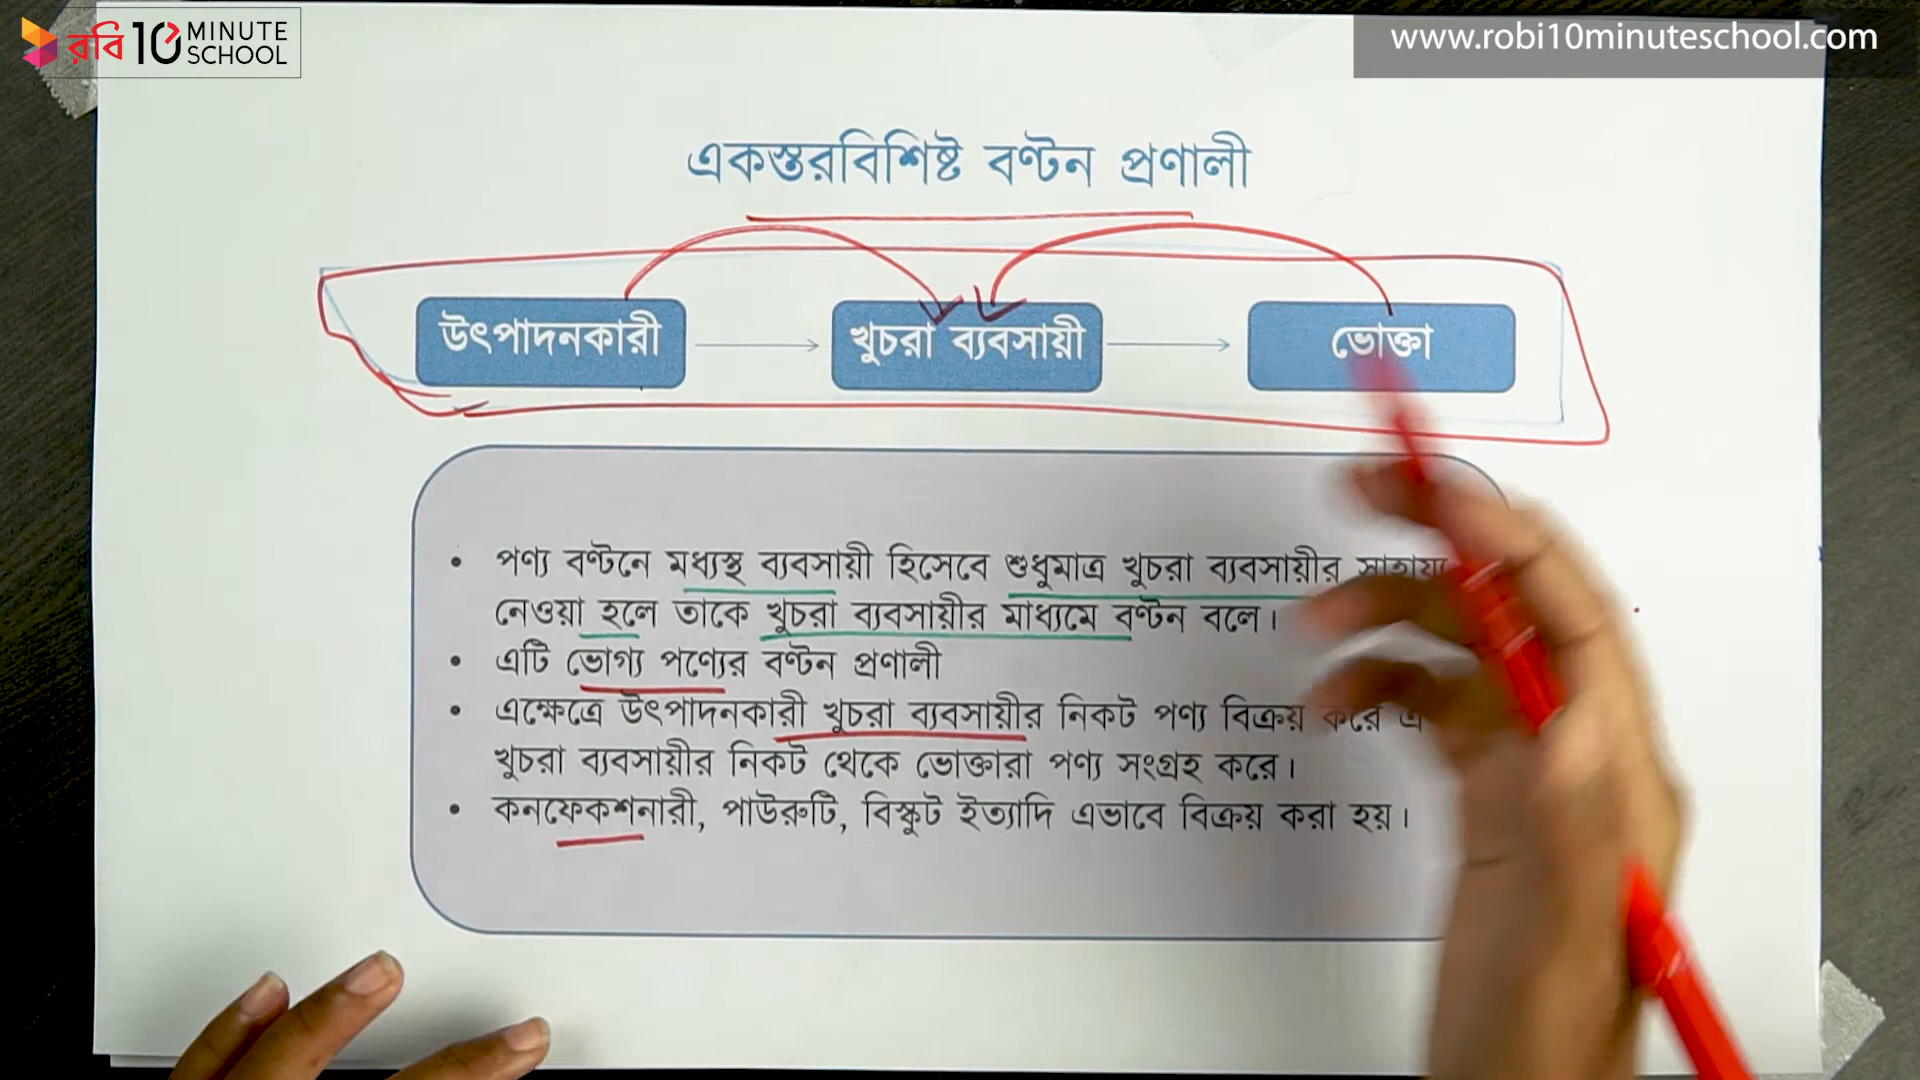 রবি 10 MINUTE SCHOOL
www.robi10minuteschool.com
একস্তরবিশিষ্ট বণ্টন প্রণালী
উৎপাদনকারী খুচরা ব্যবসায়ী ভোক্তা
• পণ্য বণ্টনে মধ্যস্থ ব্যবসায়ী হিসেবে শুধুমাত্র খুচরা ব্যবসায়ীর সাহায্য
নেওয়া হলে তাকে খুচরা ব্যবসায়ীর মাধ্যমে বণ্টন বলে।
• এটি ভোগ্য পণ্যের বণ্টন প্রণালী
• এক্ষেত্রে উৎপাদনকারী খুচরা ব্যবসায়ীর নিকট পণ্য বিক্রয় করে
খুচরা ব্যবসায়ীর নিকট থেকে ভোক্তারা পণ্য সংগ্রহ করে।
• কনফেকশনারী, পাউরুটি, বিস্কুট ইত্যাদি এভাবে বিক্রয় করা হয়।